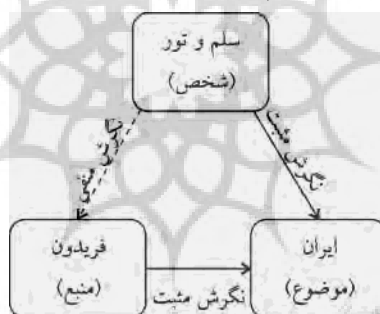 سلم و تور
(شخص)
نگرش منفی
نگرش مثبت
فریدون
(منبع)
ایران
(موضوع)
نگرش مثبت